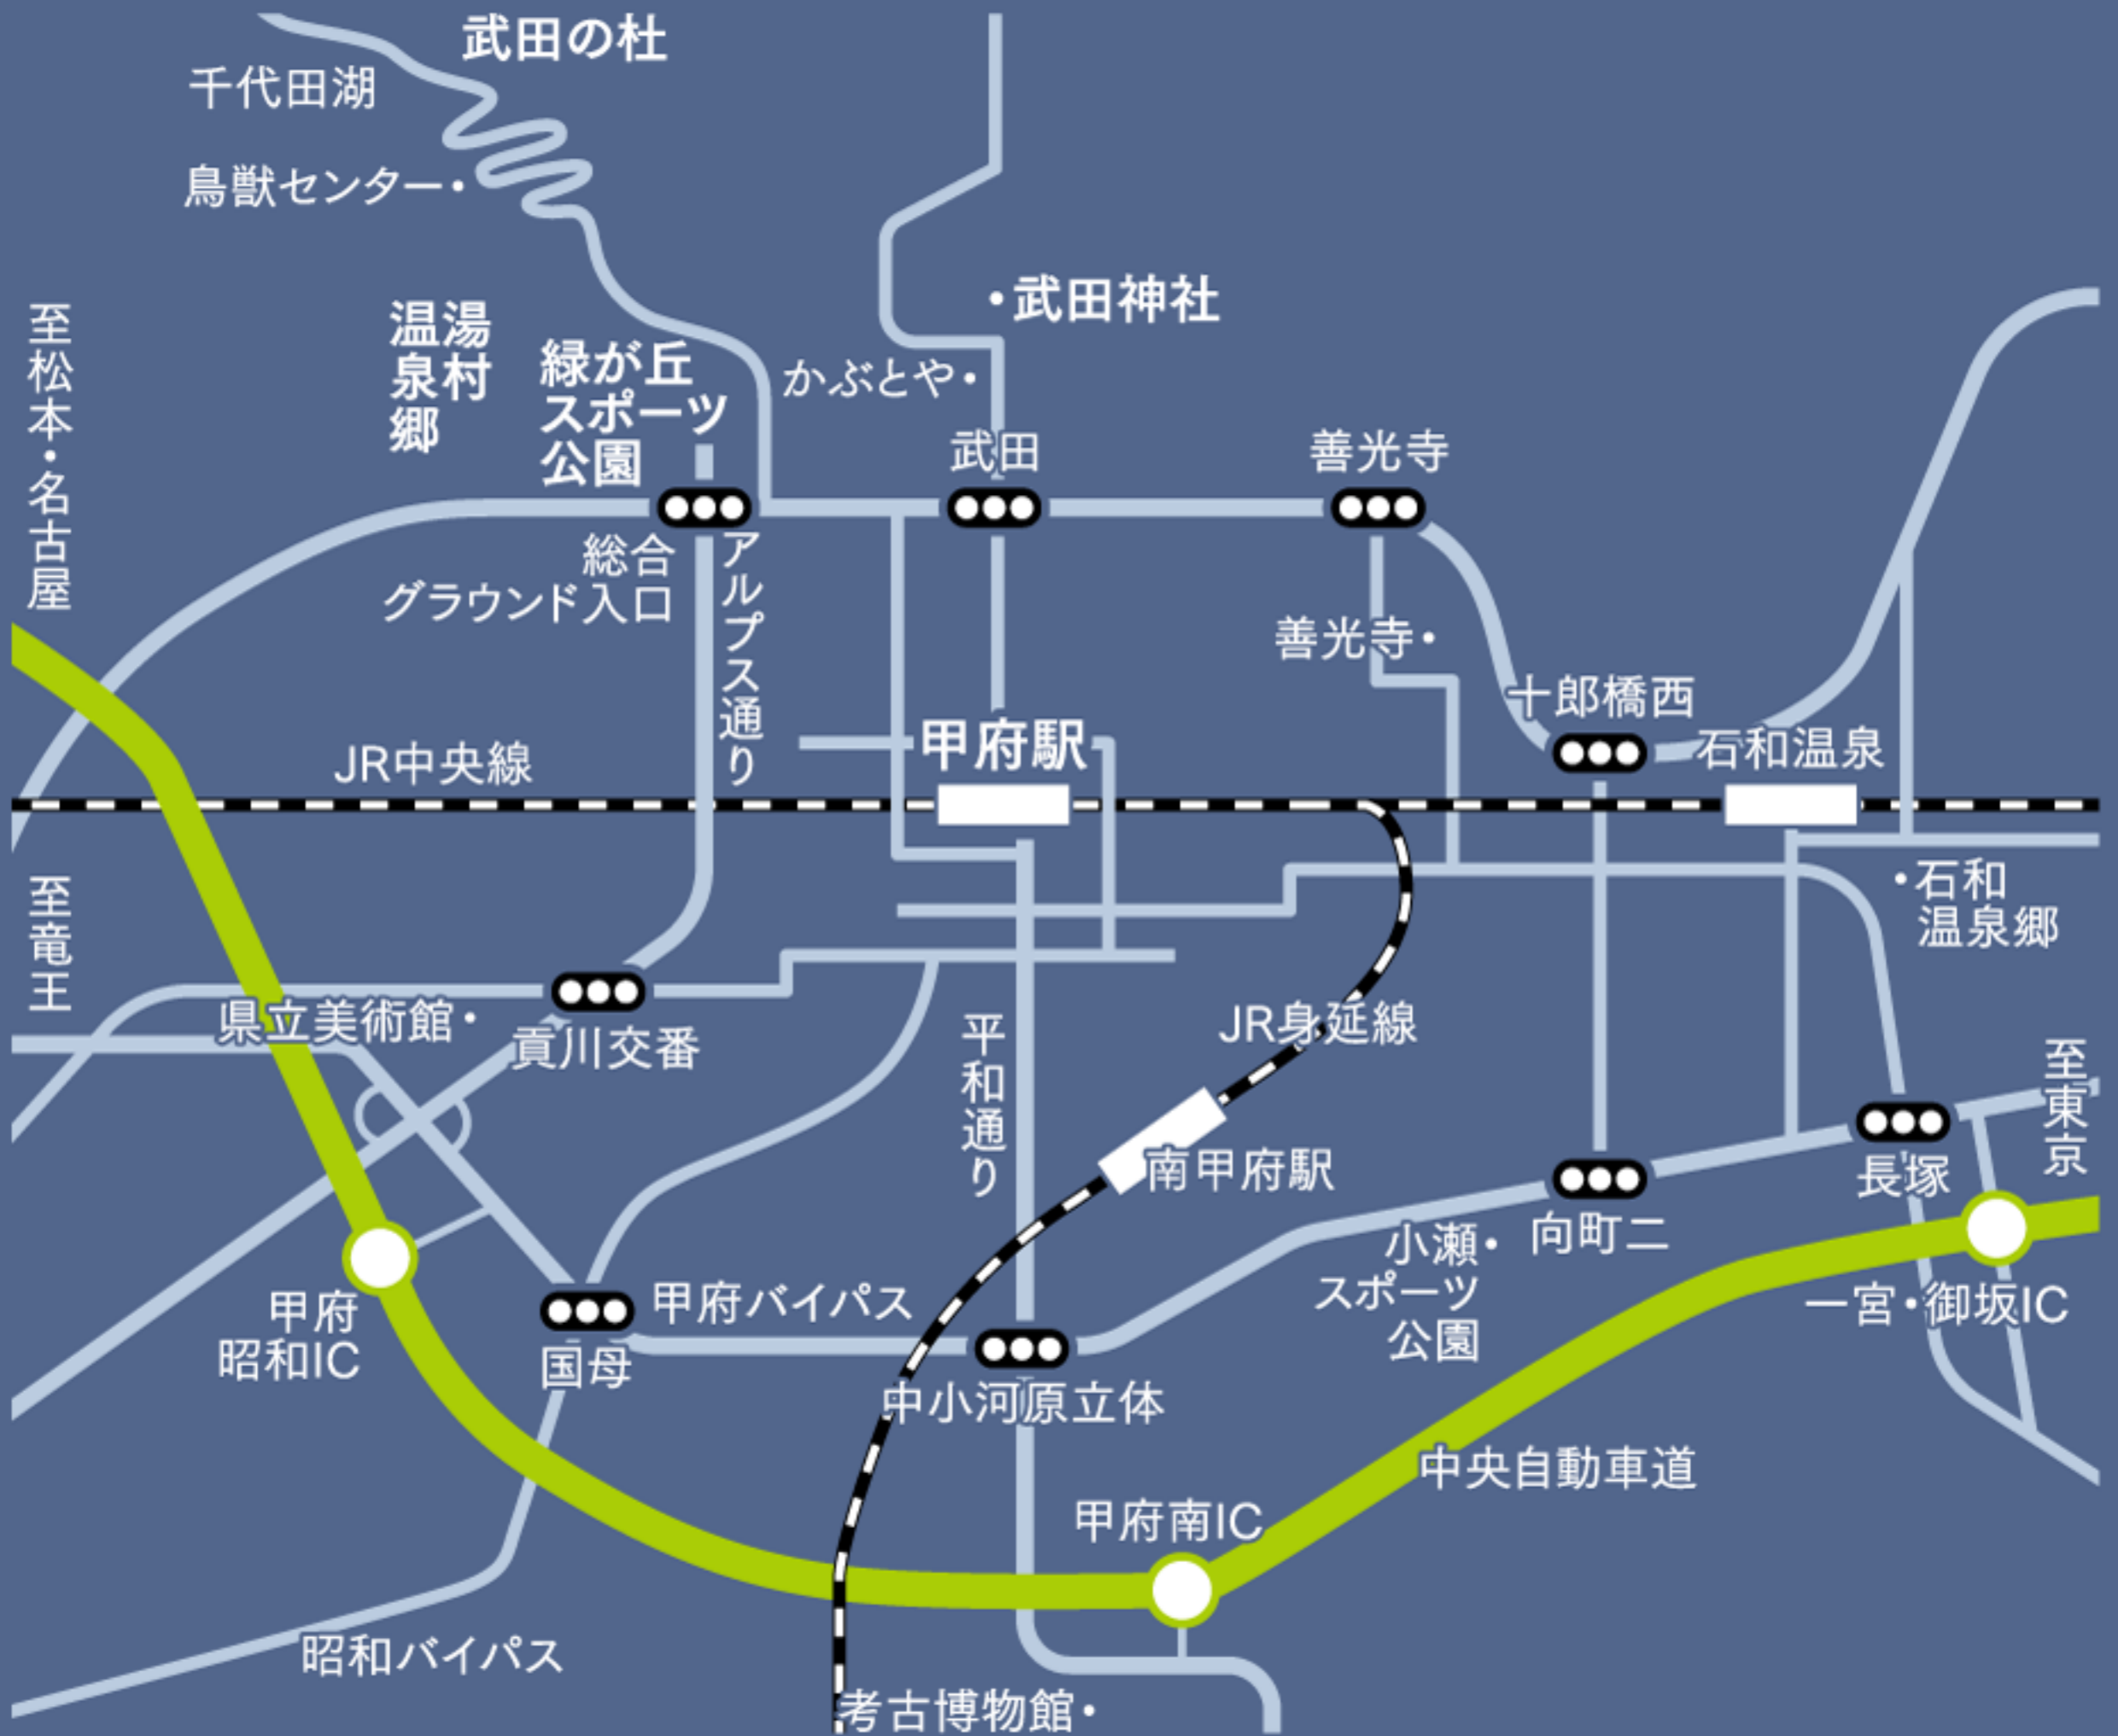 武田の杜
千代田湖
鳥獣センター・
・武田神社
至松本・名古屋
湯村
温泉郷
緑が丘
スポーツ
公園
かぶとや・
武田
善光寺
総合
グラウンド入口
アルプス通り
善光寺・
十郎橋西
甲府駅
石和温泉
JR中央線
至竜王
・石和
温泉郷
県立美術館・
貢川交番
平和通り
JR身延線
至東京
南甲府駅
長塚
小瀬・
スポーツ
公園
向町二
甲府
昭和IC
甲府バイパス
一宮・御坂IC
国母
中小河原立体
中央自動車道
甲府南IC
昭和バイパス
考古博物館・